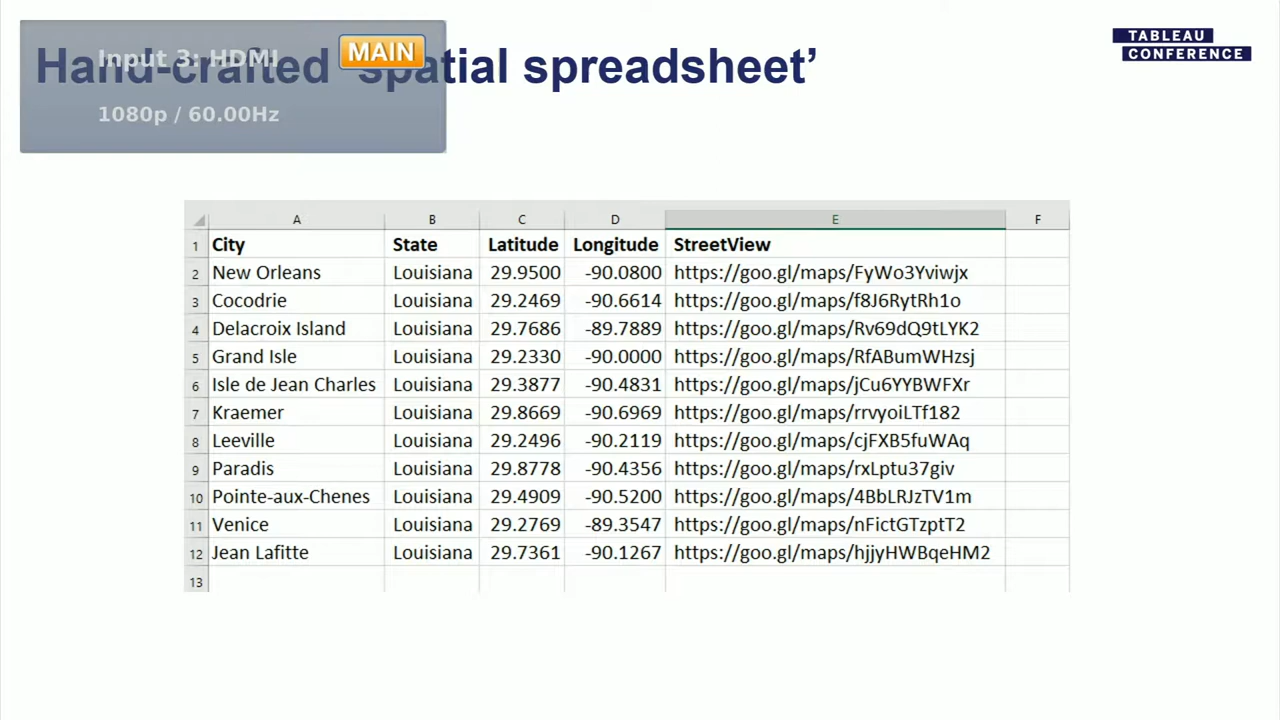 Hand-crafted ‘spatial spreadsheet’
Input 3: HDMI
MAIN
1080p / 60.00Hz
TABLEAU
CONFERENCE
A B C D E F
1 City State Latitude Longitude StreetView
2 New Orleans Louisiana 29.9500 -90.0800 https://goo.gl/maps/FyWo3Yviwjx
3 Cocodrie Louisiana 29.2469 -90.6614 https://goo.gl/maps/f8J6RytRh1o
4 Delacroix Island Louisiana 29.7686 -89.7889 https://goo.gl/maps/Rv69dQ9tLYK2
5 Grand Isle Louisiana 29.2330 -90.0000 https://goo.gl/maps/RfABumWHzsj
6 Isle de Jean Charles Louisiana 29.3877 -90.4831 https://goo.gl/maps/jCu6YYBWFXr
7 Kraemer Louisiana 29.8669 -90.6969 https://goo.gl/maps/rrvyoiLTf182
8 Leeville Louisiana 29.2496 -90.2119 https://goo.gl/maps/cjFXB5fuWAq
9 Paradis Louisiana 29.8778 -90.4356 https://goo.gl/maps/rxLptu37giv
10 Pointe-aux-Chenes Louisiana 29.4909 -90.5200 https://goo.gl/maps/4BbLRJzTV1m
11 Venice Louisiana 29.2769 -89.3547 https://goo.gl/maps/nFictGTzptT2
12 Jean Lafitte Louisiana 29.7361 -90.1267 https://goo.gl/maps/hjjyHWBqeHM2
13